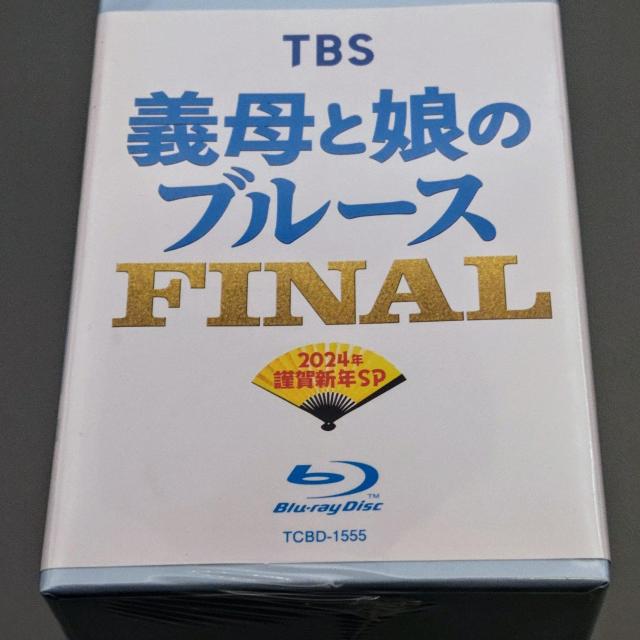 TBS
義母と娘の
ブルース
FINAL
2024年
謹賀新年SP
Blu-ray Disc™
TCBD-1555